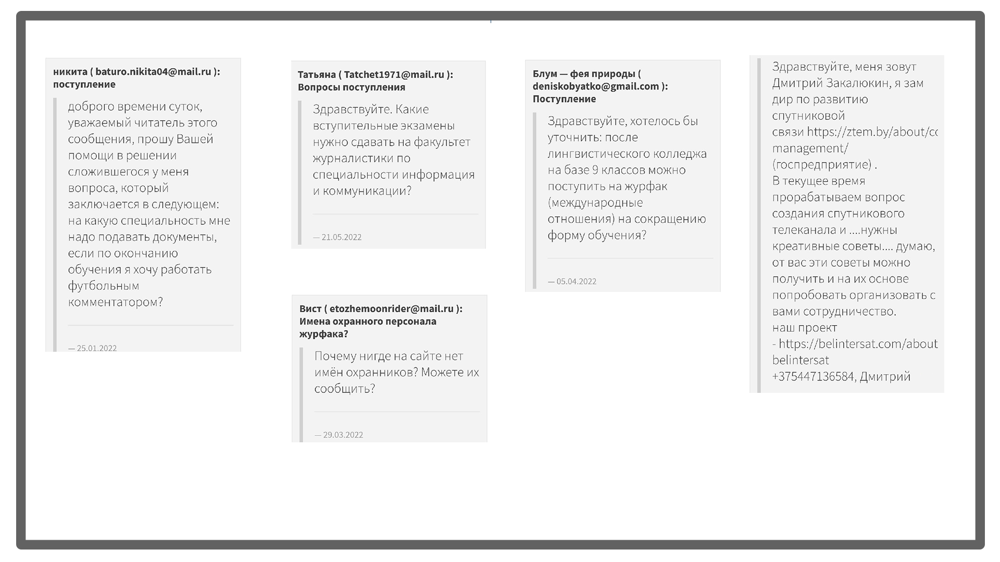 никита ( baturo.nikita04@mail.ru ):
поступление
доброго времени суток,
уважаемый читатель этого
сообщения, прошу Вашей
помощи в решении
сложившегося у меня
вопроса, который
заключается в следующем:
на какую специальность мне
надо подавать документы,
если по окончанию
обучения я хочу работать
футбольным
комментатором?
— 25.01.2022
Татьяна ( Tatchet1971@mail.ru ):
Вопросы поступления
Здравствуйте. Какие
вступительные экзамены
нужно сдавать на факультет
журналистики по
специальности информация
и коммуникации?
— 21.05.2022
Вист ( etozhemoonrider@mail.ru ):
Имена охранного персонала
журфака?
Почему нигде на сайте нет
имён охранников? Можете их
сообщить?
— 29.03.2022
Блум — фея природы (
deniskobyatko@gmail.com ):
Поступление
Здравствуйте, хотелось бы
уточнить: после
лингвистического колледжа
на базе 9 классов можно
поступить на журфак
(международные
отношения) на сокращению
форму обучения?
— 05.04.2022
Здравствуйте, меня зовут
Дмитрий Закалюкин, я зам
дир по развитию
спутниковой
связи https://ztem.by/about/co
management/
(госпредприятие) .
В текущее время
прорабатываем вопрос
создания спутникового
телеканала и ....нужны
креативные советы.... думаю,
от вас эти советы можно
получить и на их основе
попробовать организовать с
вами сотрудничество.
наш проект
- https://belintersat.com/about
belintersat
+375447136584, Дмитрий